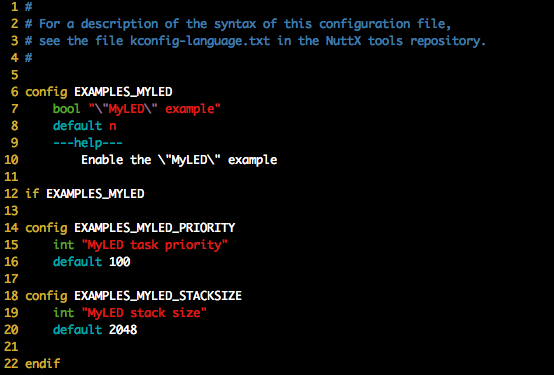 1 #
2 # For a description of the syntax of this configuration file,
3 # see the file kconfig-language.txt in the NuttX tools repository.
4 #
5
6 config EXAMPLES_MYLED
7     bool "\"MyLED\" example"
8     default n
9     ---help---
10         Enable the \"MyLED\" example
11
12 if EXAMPLES_MYLED
13
14 config EXAMPLES_MYLED_PRIORITY
15     int "MyLED task priority"
16     default 100
17
18 config EXAMPLES_MYLED_STACKSIZE
19     int "MyLED stack size"
20     default 2048
21
22 endif